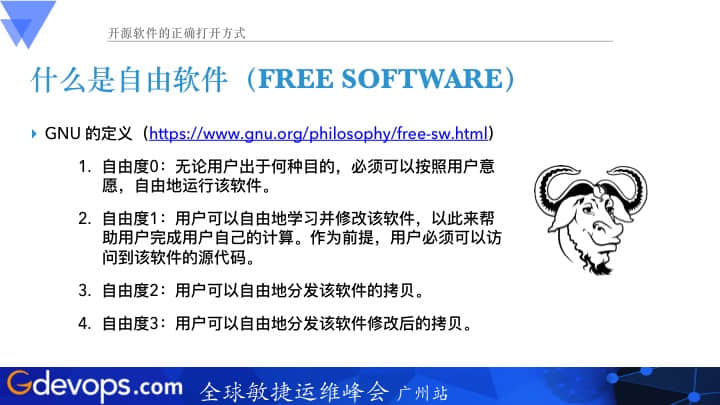 开源软件的正确打开方式
什么是自由软件（FREE SOFTWARE）
GNU 的定义（https://www.gnu.org/philosophy/free-sw.html）
1. 自由度0：无论用户出于何种目的，必须可以按照用户意
愿，自由地运行该软件。
2. 自由度1：用户可以自由地学习并修改该软件，以此来帮
助用户完成用户自己的计算。作为前提，用户必须可以访
问到该软件的源代码。
3. 自由度2：用户可以自由地分发该软件的拷贝。
4. 自由度3：用户可以自由地分发该软件修改后的拷贝。
Gdevops.com 全球敏捷运维峰会 广州站